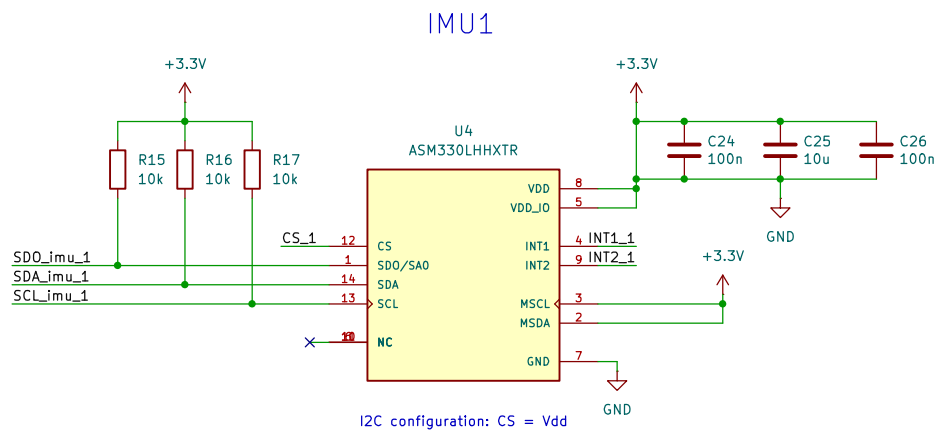 IMU1
+3.3V
+3.3V
R15
10k
R16
10k
R17
10k
U4
ASM330LHHXTR
C24
100n
C25
10u
C26
100n
VDD
8
VDD_IO
5
GND
CS_1
12
CS
INT1
4
INT1_1
SDO_imu_1
1
SDO/SA0
INT2
9
INT2_1
+3.3V
SDA_imu_1
14
SDA
SCL_imu_1
13
SCL
MSCL
3
MSDA
2
NC
GND
7
GND
I2C configuration: CS = Vdd